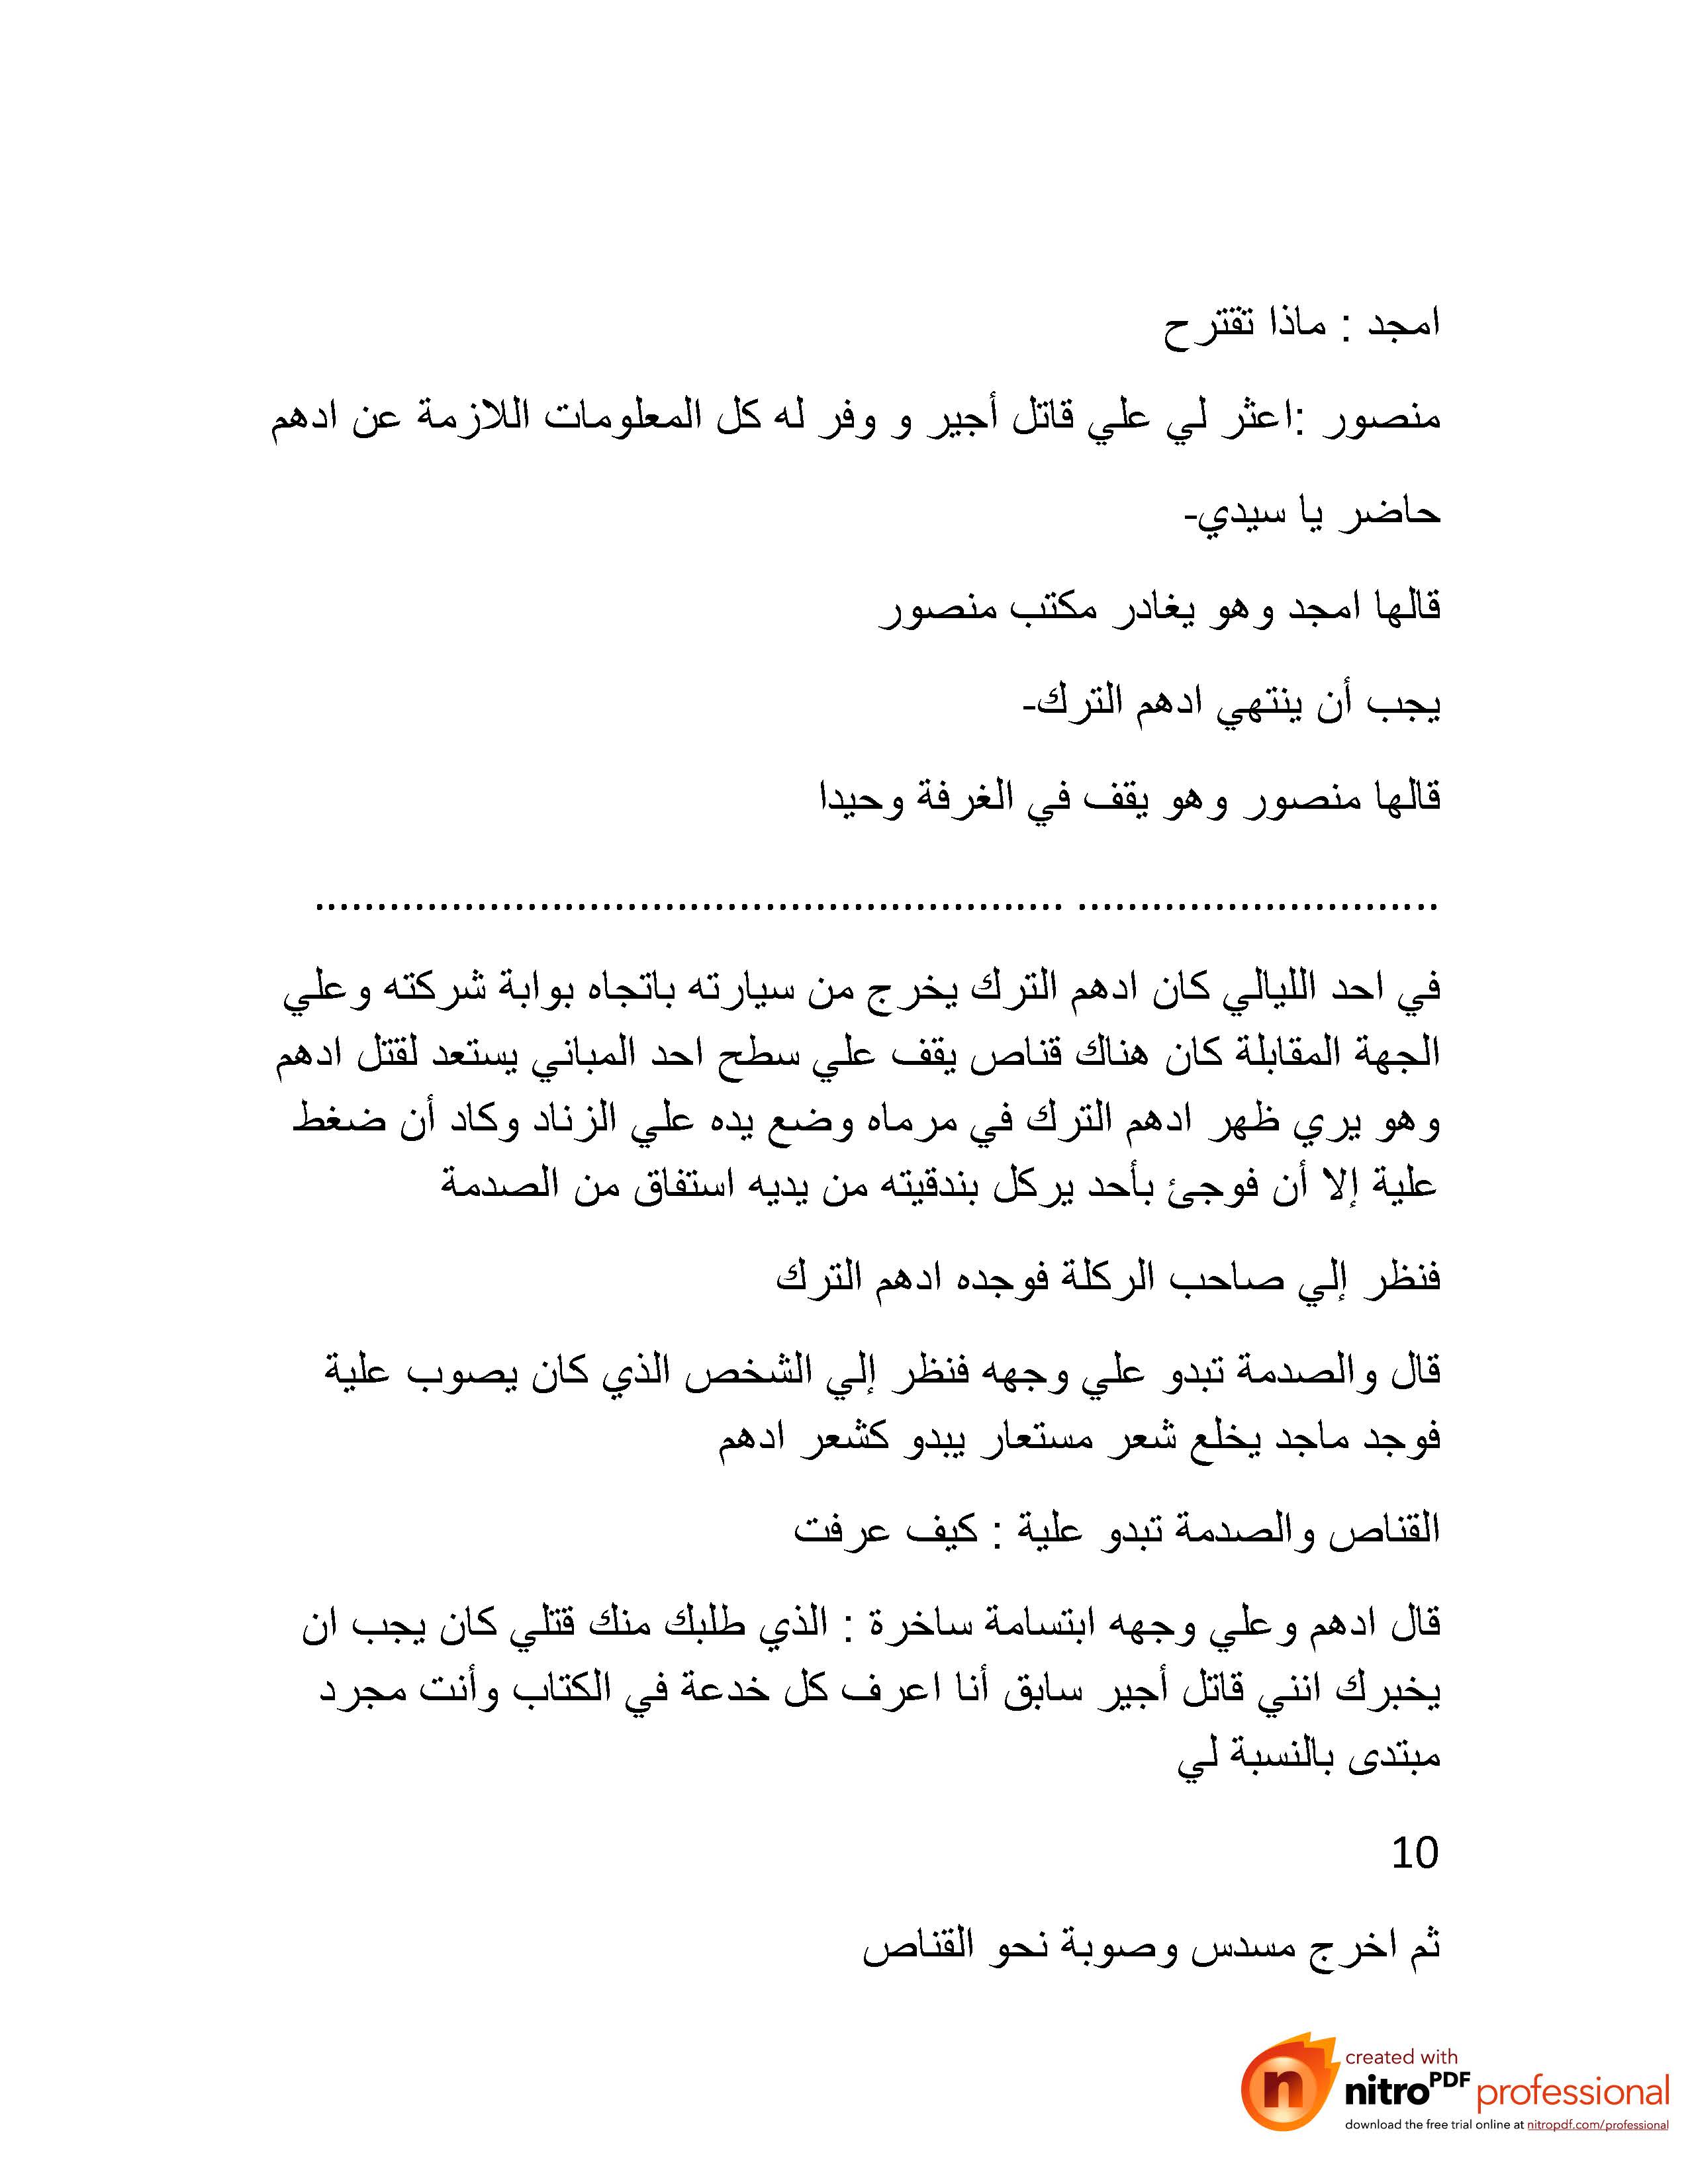 امجد : ماذا تقترح
منصور :اعثر لي علي قاتل أجير و وفر له كل المعلومات اللازمة عن ادهم
حاضر يا سيدي-
قالها امجد وهو يغادر مكتب منصور
يجب أن ينتهي ادهم الترك-
قالها منصور وهو يقف في الغرفة وحيدا
............................. ............................................................
في احد الليالي كان ادهم الترك يخرج من سيارته باتجاه بوابة شركته وعلي
الجهة المقابلة كان هناك قناص يقف علي سطح احد المباني يستعد لقتل ادهم
وهو يري ظهر ادهم الترك في مرماه وضع يده علي الزناد وكاد أن ضغط
علية إلا أن فوجئ بأحد يركل بندقيته من يديه استفاق من الصدمة
فنظر إلي صاحب الركلة فوجده ادهم الترك
قال والصدمة تبدو علي وجهه فنظر إلي الشخص الذي كان يصوب علية
فوجد ماجد يخلع شعر مستعار يبدو كشعر ادهم
القناص والصدمة تبدو علية : كيف عرفت
قال ادهم وعلي وجهه ابتسامة ساخرة : الذي طلبك منك قتلي كان يجب ان
يخبرك انني قاتل أجير سابق أنا اعرف كل خدعة في الكتاب وأنت مجرد
مبتدى بالنسبة لي
10
ثم اخرج مسدس وصوبة نحو القناص
created with
nitroPDF professional
download the free trial online at nitropdf.com/professional